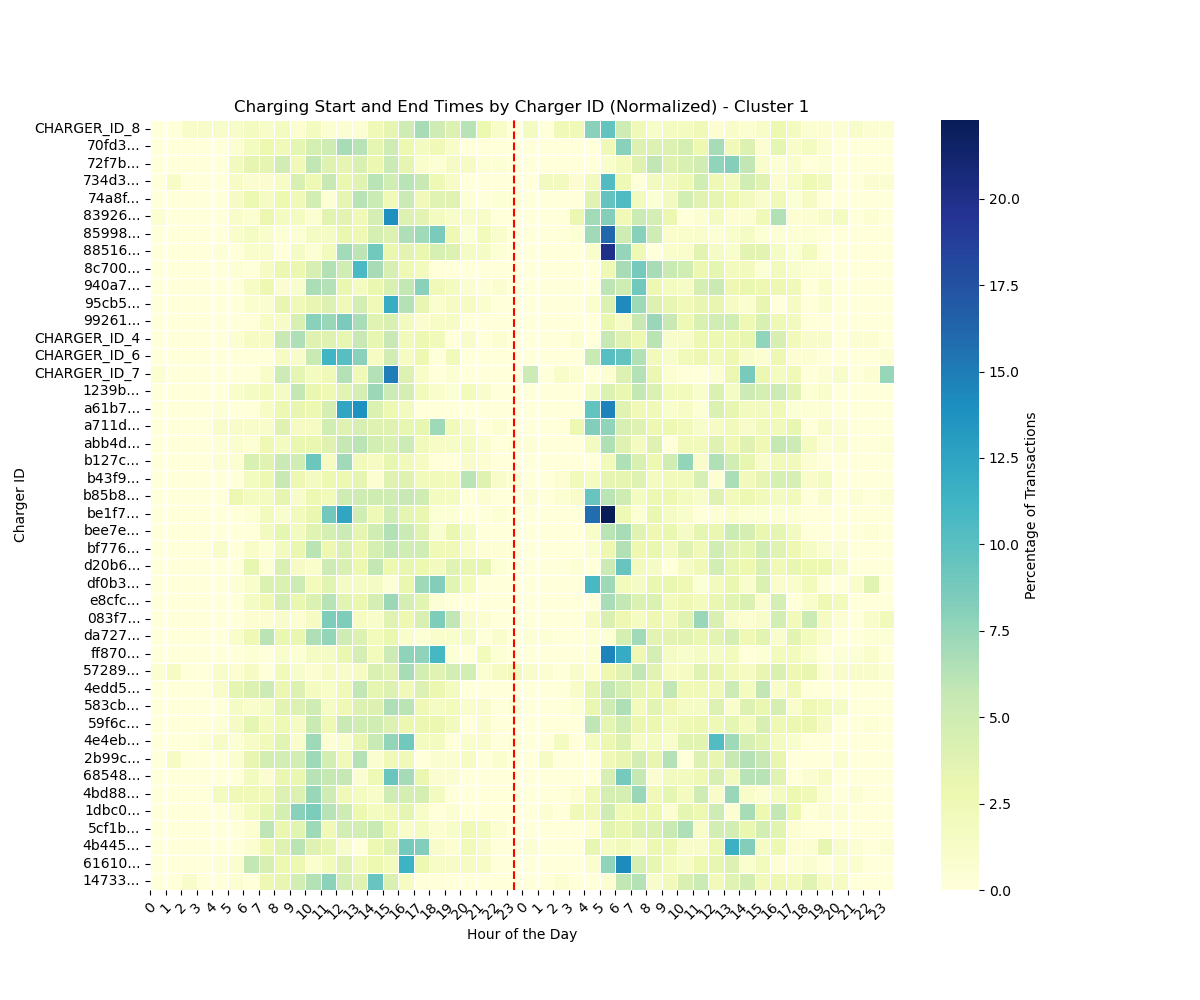 Charging Start and End Times by Charger ID (Normalized) - Cluster 1
Charger ID
CHARGER_ID_8
70fd3...
72f7b...
734d3...
74a8f...
83926...
85998...
88516...
8c700...
940a7...
95cb5...
99261...
CHARGER_ID_4
CHARGER_ID_6
CHARGER_ID_7
1239b...
a61b7...
a711d...
abb4d...
b127c...
b43f9...
b85b8...
be1f7...
bee7e...
bf776...
d20b6...
df0b3...
e8cfc...
083f7...
da727...
ff870...
57289...
4edd5...
583cb...
59f6c...
4e4eb...
2b99c...
68548...
4bd88...
1dbc0...
5cf1b...
4b445...
61610...
14733...
0 1 2 3 4 5 6 7 8 9 10 11 12 13 14 15 16 17 18 19 20 21 22 23 0 1 2 3 4 5 6 7 8 9 10 11 12 13 14 15 16 17 18 19 20 21 22 23
Hour of the Day
20.0
17.5
15.0
12.5
10.0
7.5
5.0
2.5
0.0
Percentage of Transactions